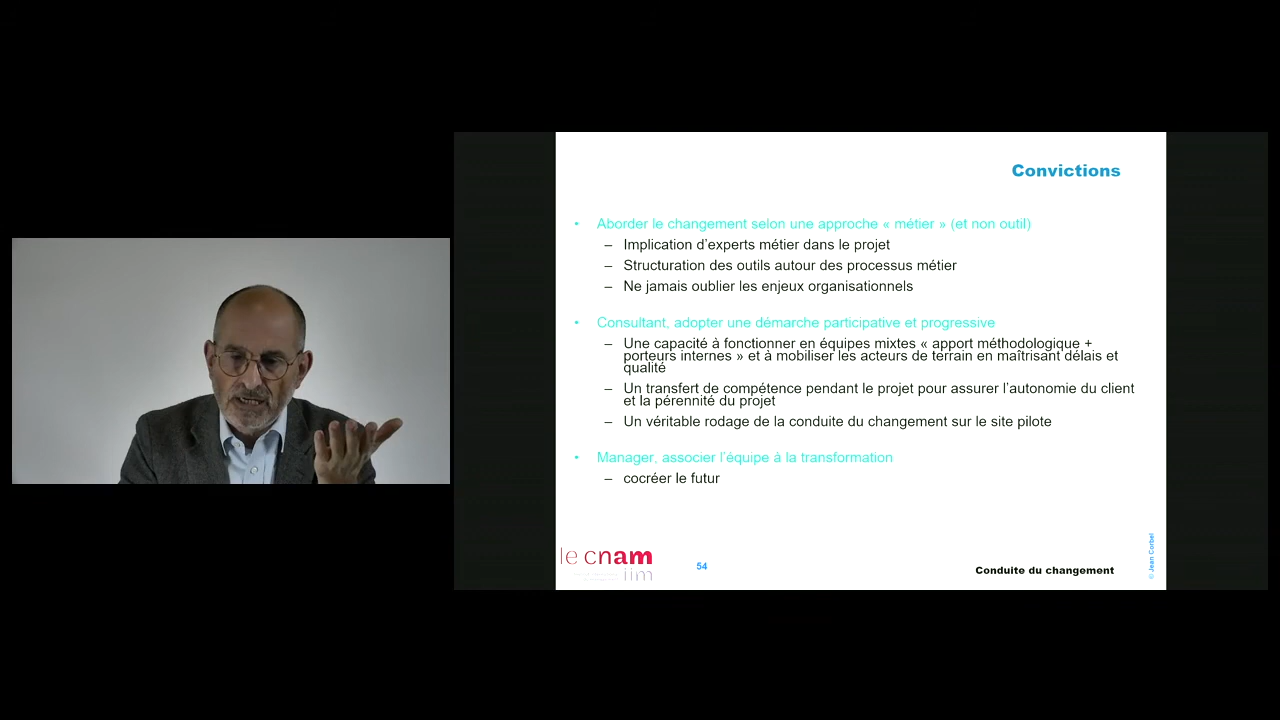 Convictions
• Aborder le changement selon une approche « métier » (et non outil)
– Implication d’experts métier dans le projet
– Structuration des outils autour des processus métier
– Ne jamais oublier les enjeux organisationnels
• Consultant, adopter une démarche participative et progressive
– Une capacité à fonctionner en équipes mixtes « apport méthodologique +
porteurs internes » et à mobiliser les acteurs de terrain en maîtrisant délais et
qualité
– Un transfert de compétence pendant le projet pour assurer l’autonomie du client
et la pérennité du projet
– Un véritable rodage de la conduite du changement sur le site pilote
• Manager, associer l’équipe à la transformation
– cocréer le futur
le cnam
iim
54
Conduite du changement
© Jean Corbel